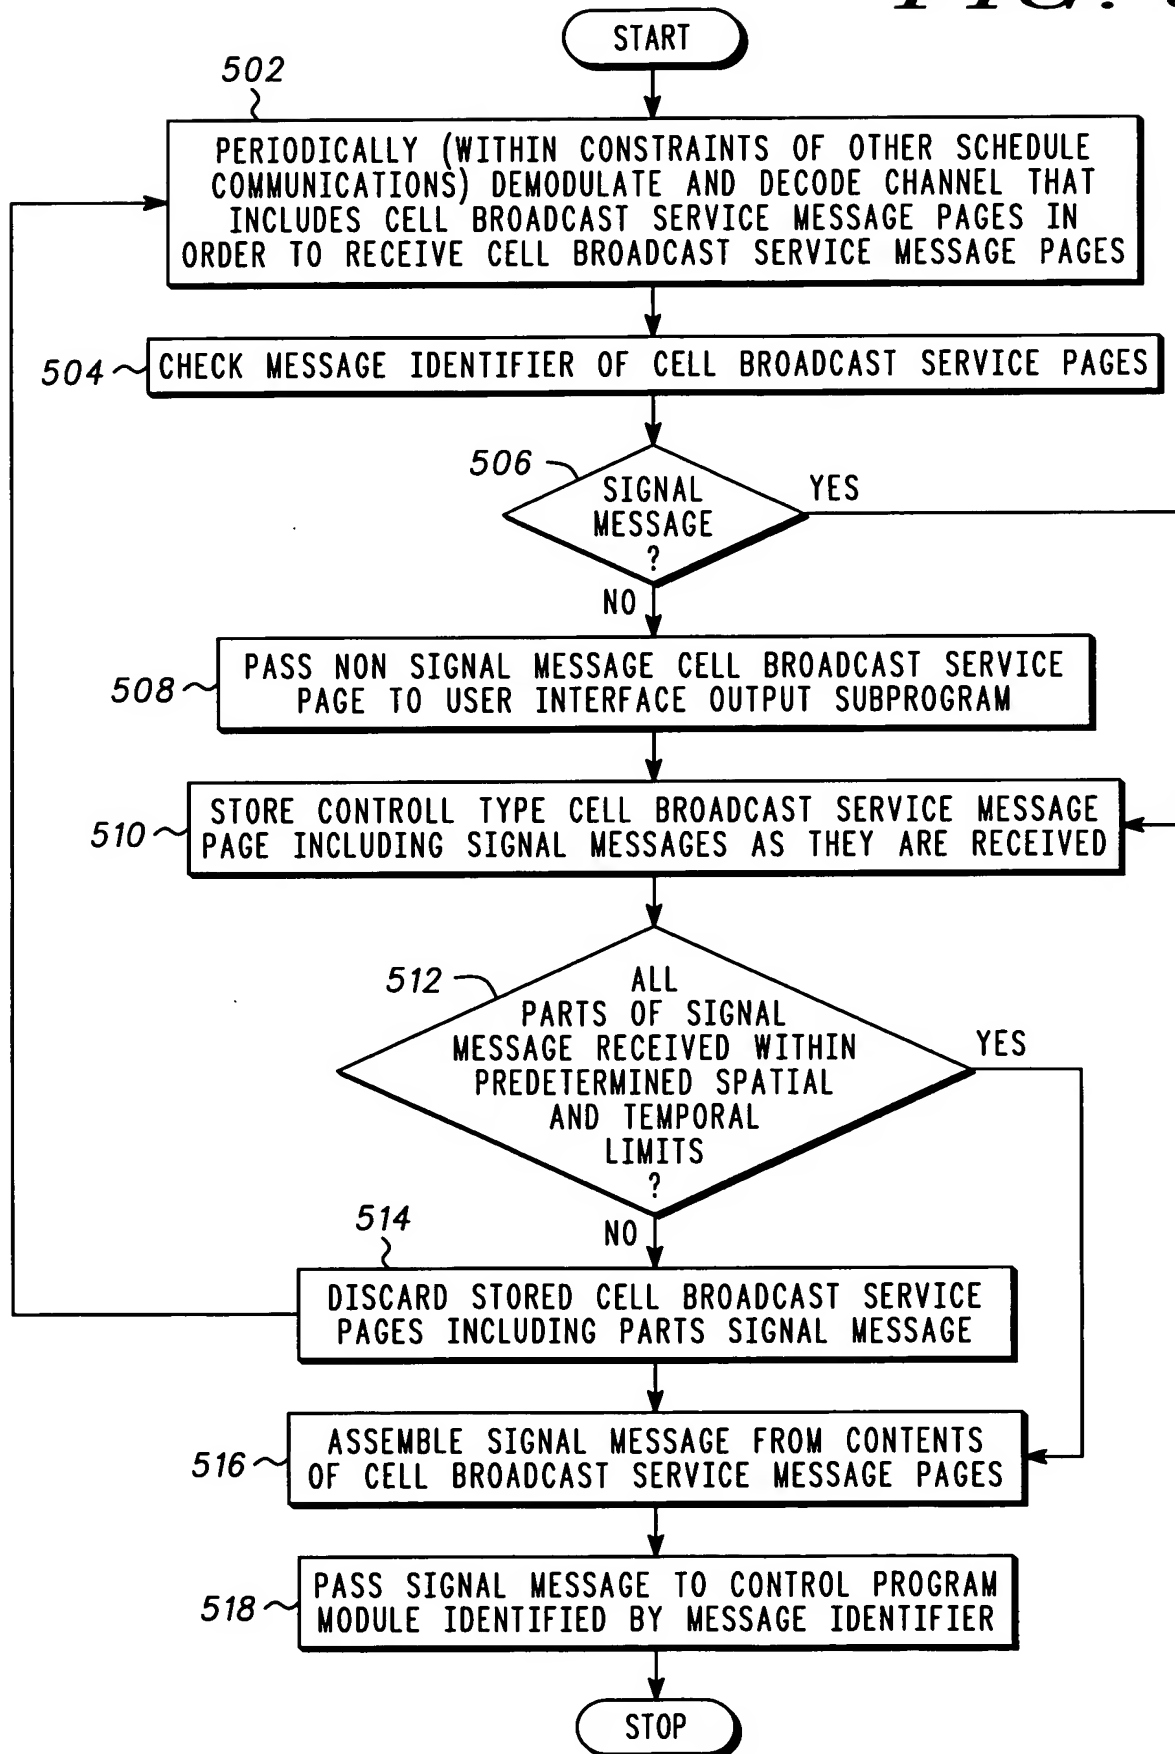 FIG.
START
502
PERIODICALLY (WITHIN CONSTRAINTS OF OTHER SCHEDULE
COMMUNICATIONS) DEMODULATE AND DECODE CHANNEL THAT
INCLUDES CELL BROADCAST SERVICE MESSAGE PAGES IN
ORDER TO RECEIVE CELL BROADCAST SERVICE MESSAGE PAGES
504
CHECK MESSAGE IDENTIFIER OF CELL BROADCAST SERVICE PAGES
506
SIGNAL
MESSAGE
?
YES
NO
508
PASS NON SIGNAL MESSAGE CELL BROADCAST SERVICE
PAGE TO USER INTERFACE OUTPUT SUBPROGRAM
510
STORE CONTROLL TYPE CELL BROADCAST SERVICE MESSAGE
PAGE INCLUDING SIGNAL MESSAGES AS THEY ARE RECEIVED
512
ALL
PARTS OF SIGNAL
MESSAGE RECEIVED WITHIN
PREDETERMINED SPATIAL
AND TEMPORAL
LIMITS
?
YES
NO
514
DISCARD STORED CELL BROADCAST SERVICE
PAGES INCLUDING PARTS SIGNAL MESSAGE
516
ASSEMBLE SIGNAL MESSAGE FROM CONTENTS
OF CELL BROADCAST SERVICE MESSAGE PAGES
518
PASS SIGNAL MESSAGE TO CONTROL PROGRAM
MODULE IDENTIFIED BY MESSAGE IDENTIFIER
STOP